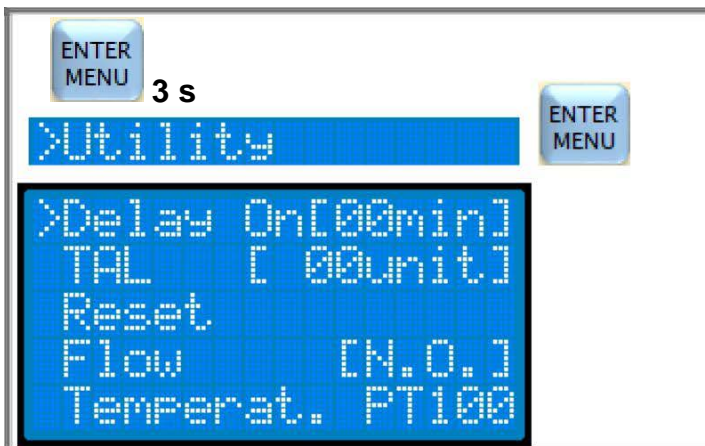 ENTER
MENU
3 s
>Utility
ENTER
MENU
>Delay On[00min]
TAL [ 00unit]
Reset
Flow [N.O.]
Temperat. PT100